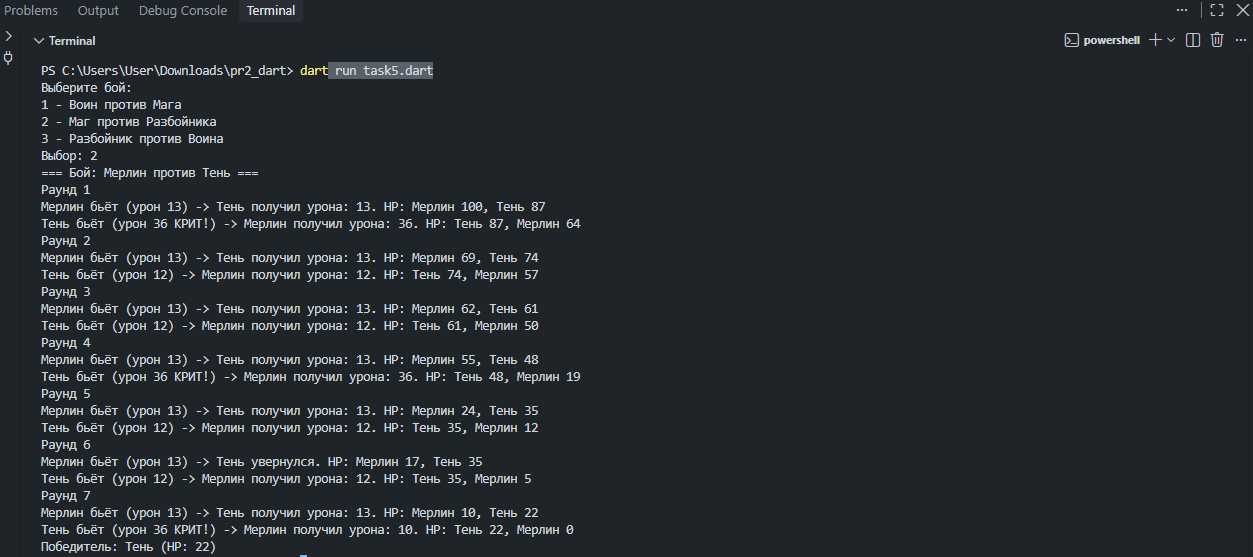 Problems Output Debug Console Terminal
Terminal
powershell
PS C:\Users\User\Downloads\pr2_dart> dart run task5.dart
Выберите бой:
1 - Воин против Мага
2 - Маг против Разбойника
3 - Разбойник против Воина
Выбор: 2
=== Бой: Мерлин против Тень ===
Раунд 1
Мерлин бьёт (урон 13) -> Тень получил урона: 13. HP: Мерлин 100, Тень 87
Тень бьёт (урон 36 КРИТ!) -> Мерлин получил урона: 36. HP: Тень 87, Мерлин 64
Раунд 2
Мерлин бьёт (урон 13) -> Тень получил урона: 13. HP: Мерлин 69, Тень 74
Тень бьёт (урон 12) -> Мерлин получил урона: 12. HP: Тень 74, Мерлин 57
Раунд 3
Мерлин бьёт (урон 13) -> Тень получил урона: 13. HP: Мерлин 62, Тень 61
Тень бьёт (урон 12) -> Мерлин получил урона: 12. HP: Тень 61, Мерлин 50
Раунд 4
Мерлин бьёт (урон 13) -> Тень получил урона: 13. HP: Мерлин 55, Тень 48
Тень бьёт (урон 36 КРИТ!) -> Мерлин получил урона: 36. HP: Тень 48, Мерлин 19
Раунд 5
Мерлин бьёт (урон 13) -> Тень получил урона: 13. HP: Мерлин 24, Тень 35
Тень бьёт (урон 12) -> Мерлин получил урона: 12. HP: Тень 35, Мерлин 12
Раунд 6
Мерлин бьёт (урон 13) -> Тень увернулся. HP: Мерлин 17, Тень 35
Тень бьёт (урон 12) -> Мерлин получил урона: 12. HP: Тень 35, Мерлин 5
Раунд 7
Мерлин бьёт (урон 13) -> Тень получил урона: 13. HP: Мерлин 10, Тень 22
Тень бьёт (урон 36 КРИТ!) -> Мерлин получил урона: 10. HP: Тень 22, Мерлин 0
Победитель: Тень (HP: 22)